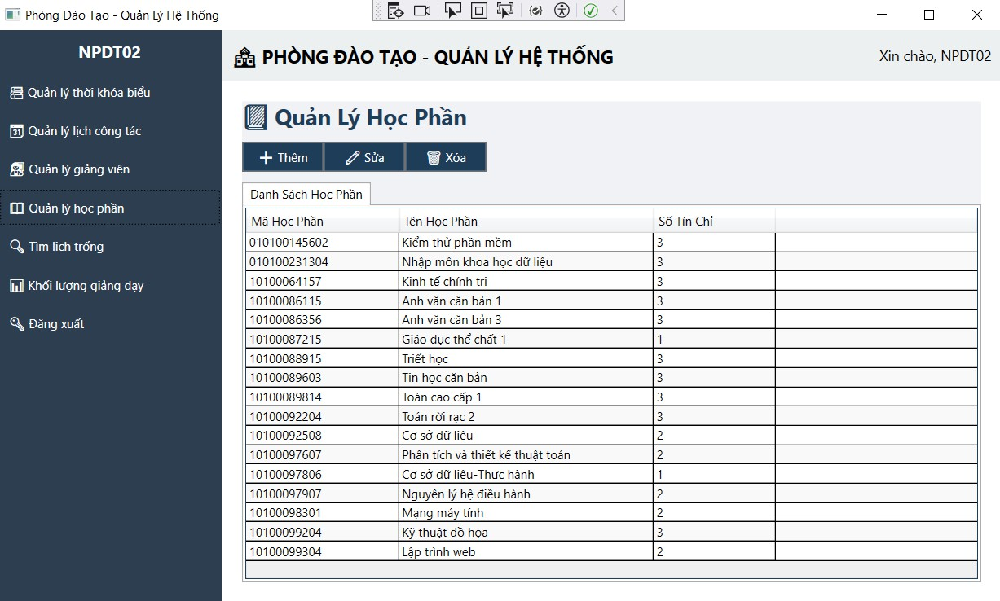 Phòng Đào Tạo - Quản Lý Hệ Thống
NPDT02
Quản lý thời khóa biểu
31 Quản lý lịch công tác
Quản lý giảng viên
Quản lý học phần
Tìm lịch trống
Khối lượng giảng dạy
Đăng xuất
PHÒNG ĐÀO TẠO - QUẢN LÝ HỆ THỐNG
Xin chào, NPDT02
Quản Lý Học Phần
Thêm Sửa Xóa
Danh Sách Học Phần
Mã Học Phần Tên Học Phần Số Tín Chỉ
010100145602 Kiểm thử phần mềm 3
010100231304 Nhập môn khoa học dữ liệu 3
10100064157 Kinh tế chính trị 3
10100086115 Anh văn căn bản 1 3
10100086356 Anh văn căn bản 3 3
10100087215 Giáo dục thể chất 1 1
10100088915 Triết học 3
10100089603 Tin học căn bản 3
10100089814 Toán cao cấp 1 3
10100092204 Toán rời rạc 2 3
10100092508 Cơ sở dữ liệu 2
10100097607 Phân tích và thiết kế thuật toán 2
10100097806 Cơ sở dữ liệu-Thực hành 1
10100097907 Nguyên lý hệ điều hành 2
10100098301 Mạng máy tính 2
10100099204 Kỹ thuật đồ họa 3
10100099304 Lập trình web 2